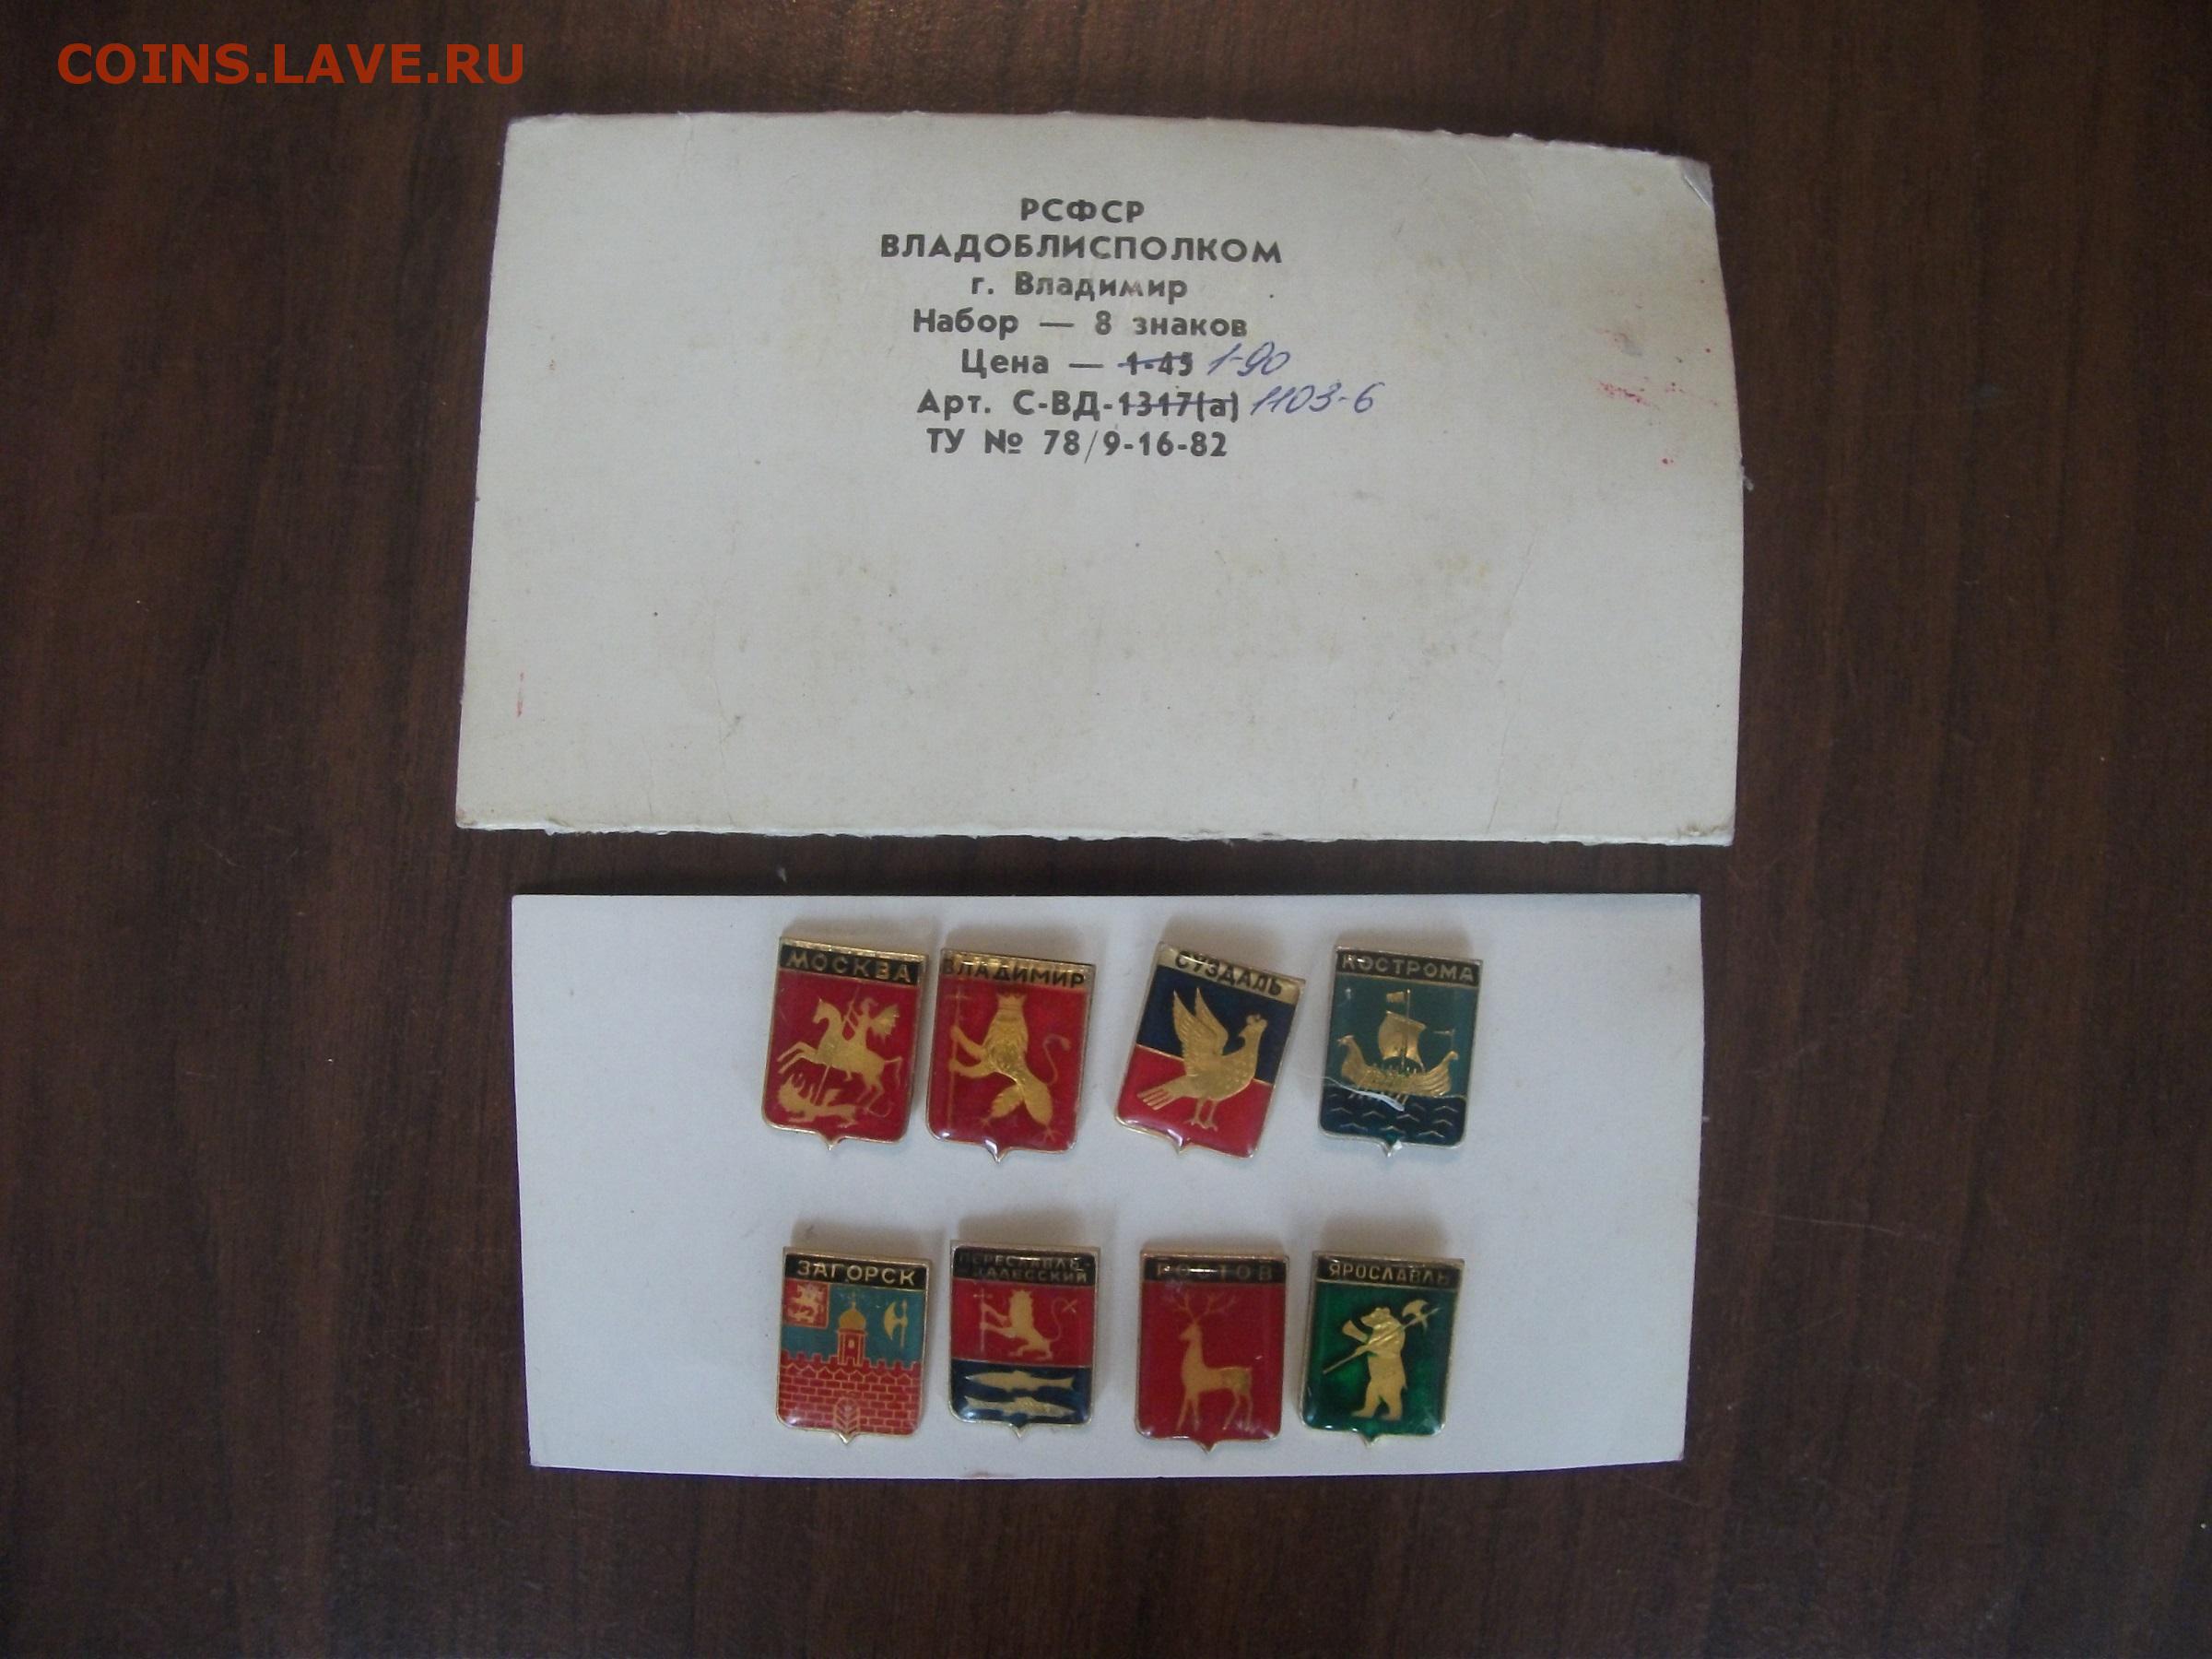 COINS.LAVE.RU
РСФСР
ВЛАДОБЛИСПОЛКОМ
г. Владимир
Набор — 8 знаков
Цена — 1-45 1-90
Арт. С-ВД-1317(а) 1103-6
ТУ № 78/9-16-82
МОСКВА
ВЛАДИМИР
СУЗДАЛЬ
КОСТРОМА
ЗАГОРСК
ПЕРЕСЛАВЛЬ-
ЗАЛЕССКИЙ
РОСТОВ
ЯРОСЛАВЛЬ